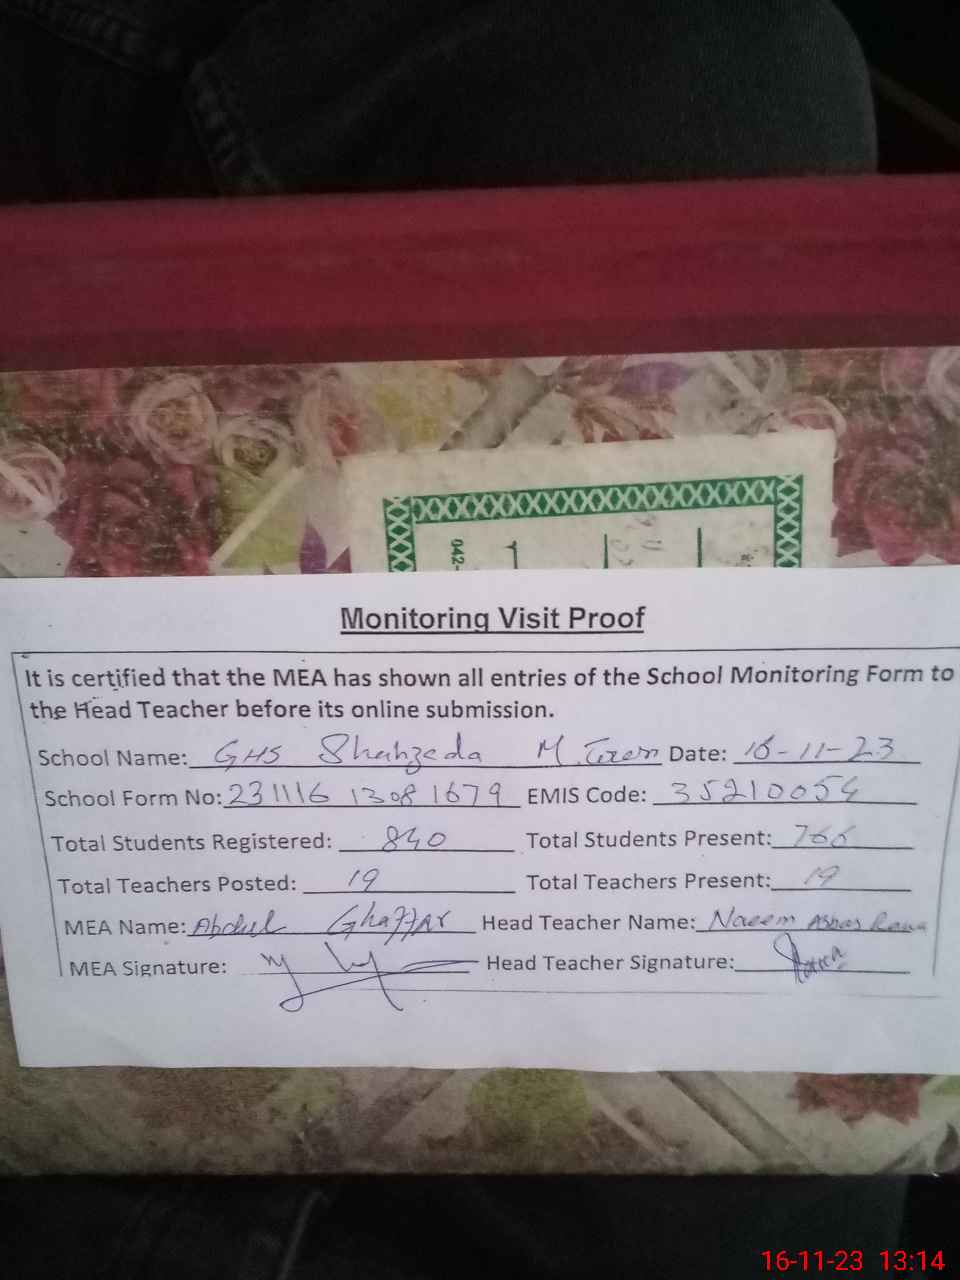 042-
Monitoring Visit Proof
It is certified that the MEA has shown all entries of the School Monitoring Form to
the Head Teacher before its online submission.
School Name: GHS Shahzada M. Date: 16-11-23
School Form No: 231116 1308 1679 EMIS Code: 35210054
Total Students Registered: 840 Total Students Present: 766
Total Teachers Posted: 19 Total Teachers Present: 19
MEA Name: Abdul Ghaffar Head Teacher Name: Naeem Abbas Rana
MEA Signature: Head Teacher Signature:
16-11-23 13:14